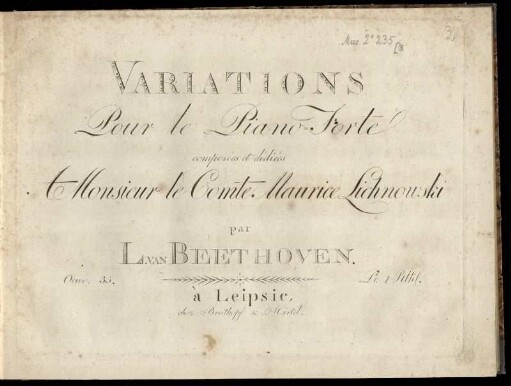 Mus. 2° 235
VARIATIONS
Pour le Piano-Forte
composées et dediées
A Monsieur le Comte Maurice Lichnouski
par
L. VAN BEETHOVEN.
Oeuv. 35.
à Leipsic,
chez Breitkopf & Härtel.